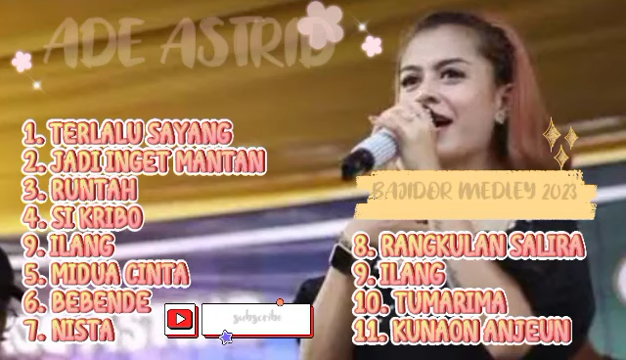 ADE ASTRID
1. TERLALU SAYANG
2. JADI INGET MANTAN
3. RUNTAH
4. SI KRIBO
9. ILANG
5. MIDUA CINTA
6. BEBENDE
7. NISTA
subscribe
BAJIDOR MEDLEY 2023
8. RANGKULAN SALIRA
9. ILANG
10. TUMARIMA
11. KUNAON ANJEUN